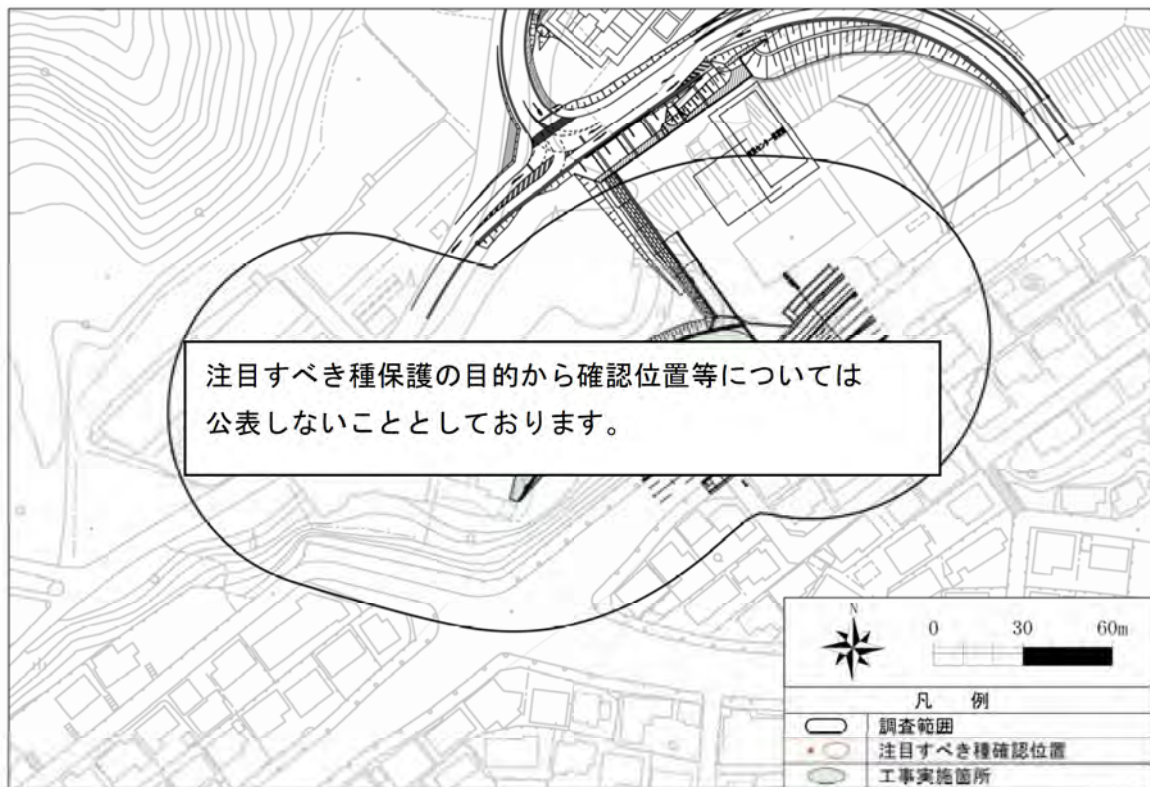 注目すべき種保護の目的から確認位置等については
公表しないこととしております。
N
0 30 60m
凡 例
調査範囲
注目すべき種確認位置
工事実施箇所